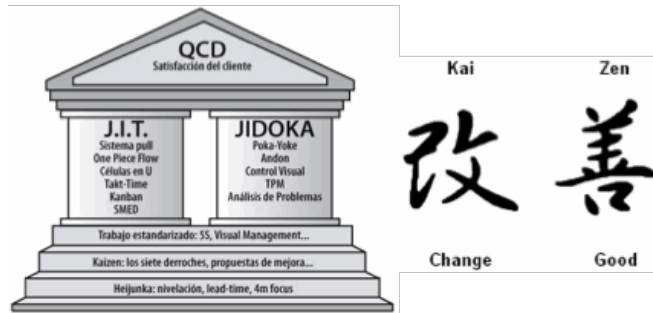 QCD
Satisfacción del cliente
J.I.T.
Sistema pull
One Piece Flow
Células en U
Takt-Time
Kanban
SMED
JIDOKA
Poka-Yoke
Andon
Control Visual
TPM
Análisis de Problemas
Trabajo estandarizado: 5S, Visual Management...
Kaizen: los siete derroches, propuestas de mejora...
Heijunka: nivelación, lead-time, 4m focus
Kai Zen
改 善
Change Good